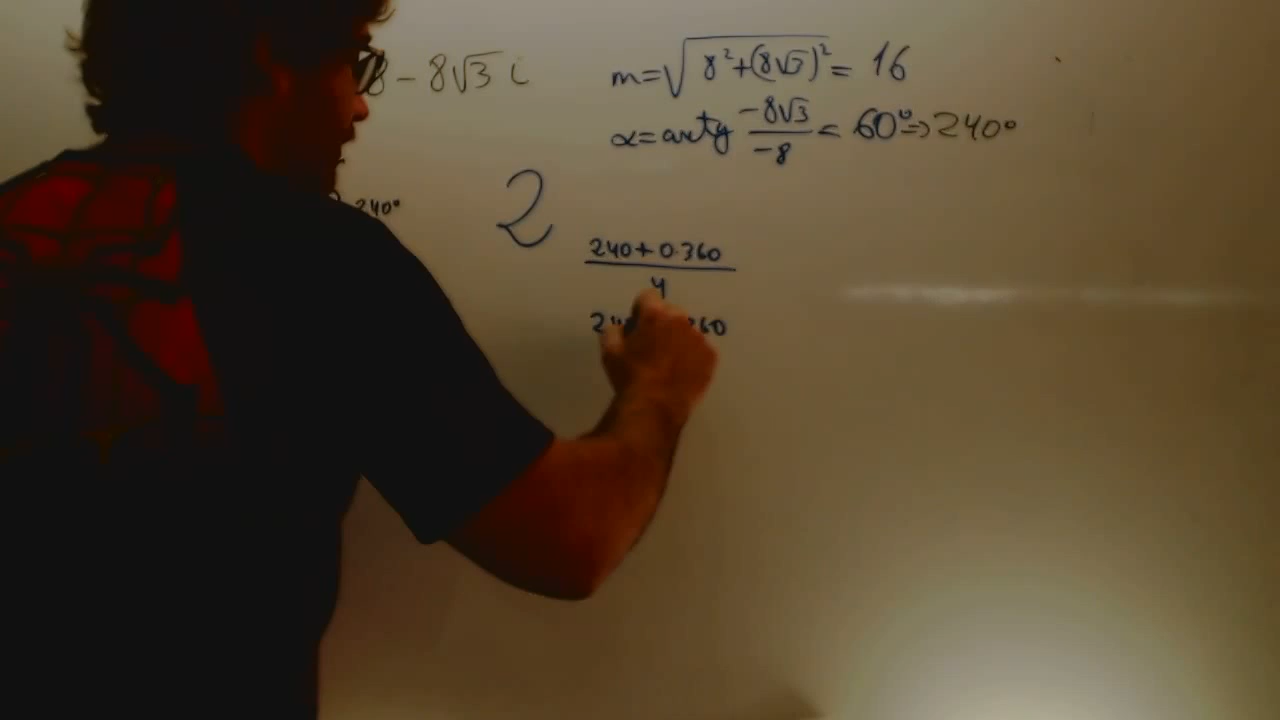 8 - 8√3 i
m = √(8² + (8√3)²) = 16
α = arctg -8√3 / -8 = 60° => 240°
240°
2
240 + 0·360
4
360